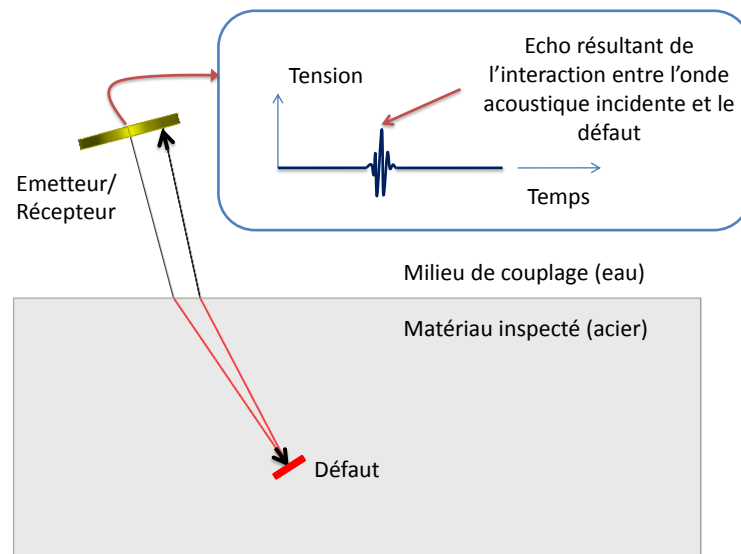 Echo résultant de
l'interaction entre l'onde
acoustique incidente et le
défaut
Tension
Temps
Emetteur/
Récepteur
Milieu de couplage (eau)
Matériau inspecté (acier)
Défaut